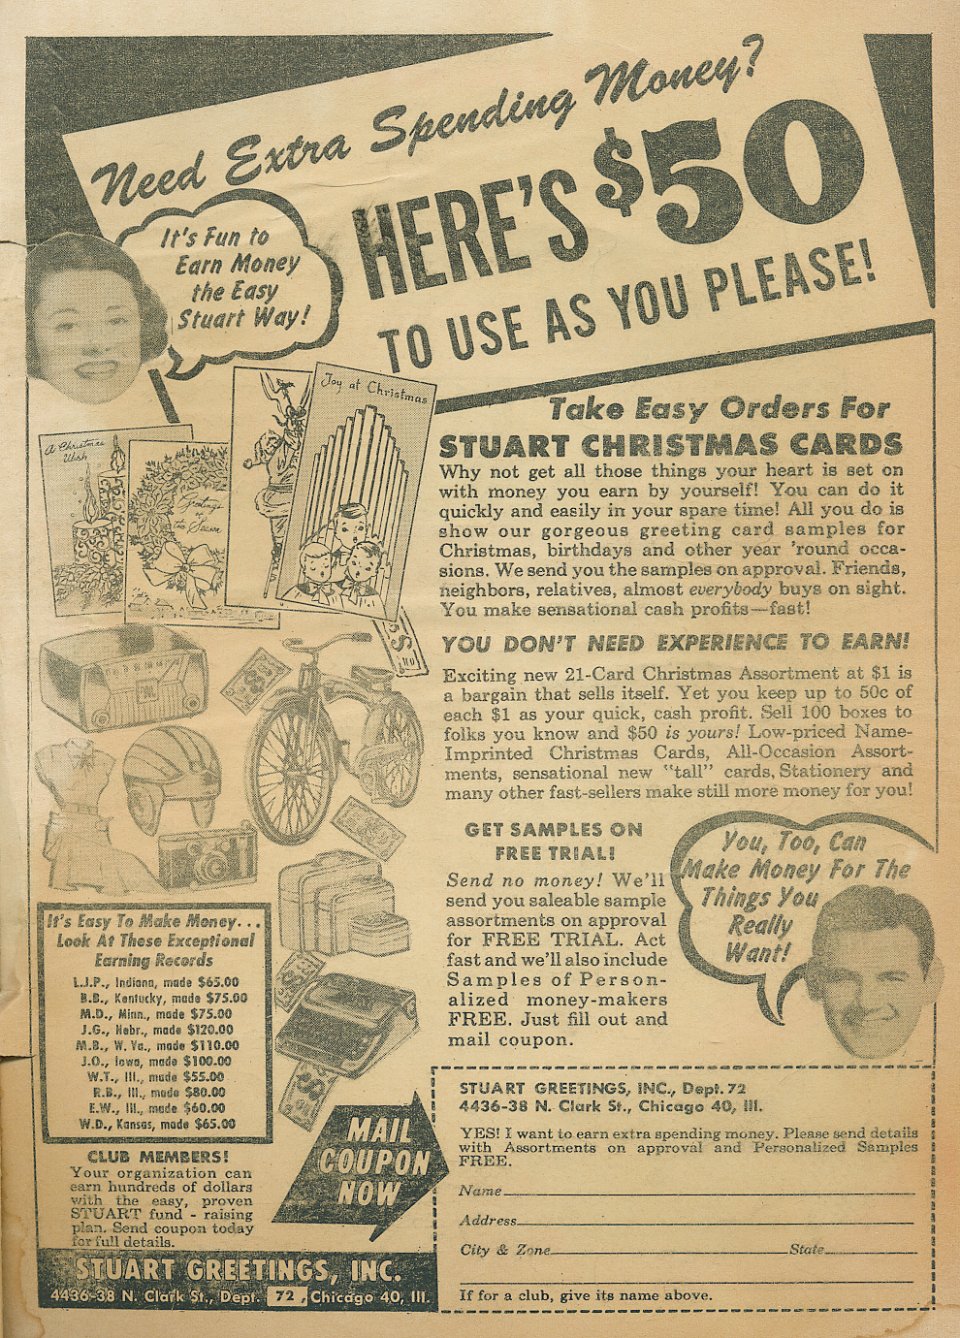 Need Extra Spending Money?
HERE'S $50
TO USE AS YOU PLEASE!
It's Fun to
Earn Money
the Easy
Stuart Way!
Joy at Christmas
A Christmas
Wish
Greetings
of the
Season
Take Easy Orders For
STUART CHRISTMAS CARDS
Why not get all those things your heart is set on
with money you earn by yourself! You can do it
quickly and easily in your spare time! All you do is
show our gorgeous greeting card samples for
Christmas, birthdays and other year 'round occa-
sions. We send you the samples on approval. Friends,
neighbors, relatives, almost everybody buys on sight.
You make sensational cash profits—fast!
YOU DON'T NEED EXPERIENCE TO EARN!
Exciting new 21-Card Christmas Assortment at $1 is
a bargain that sells itself. Yet you keep up to 50c of
each $1 as your quick, cash profit. Sell 100 boxes to
folks you know and $50 is yours! Low-priced Name-
Imprinted Christmas Cards, All-Occasion Assort-
ments, sensational new "tall" cards, Stationery and
many other fast-sellers make still more money for you!
GET SAMPLES ON
FREE TRIAL!
Send no money! We'll
send you saleable sample
assortments on approval
for FREE TRIAL. Act
fast and we'll also include
Samples of Person-
alized money-makers
FREE. Just fill out and
mail coupon.
You, Too, Can
Make Money For The
Things You
Really
Want!
It's Easy To Make Money...
Look At These Exceptional
Earning Records
L.J.P., Indiana, made $65.00
B.B., Kentucky, made $75.00
M.D., Minn., made $75.00
J.G., Nebr., made $120.00
M.B., W. Va., made $110.00
J.O., Iowa, made $100.00
W.T., Ill., made $55.00
R.B., Ill., made $80.00
E.W., Ill., made $60.00
W.D., Kansas, made $65.00
CLUB MEMBERS!
Your organization can
earn hundreds of dollars
with the easy, proven
STUART fund - raising
plan. Send coupon today
for full details.
MAIL
COUPON
NOW
STUART GREETINGS, INC.
4436-38 N. Clark St., Dept. 72, Chicago 40, Ill.
STUART GREETINGS, INC., Dept. 72
4436-38 N. Clark St., Chicago 40, Ill.
YES! I want to earn extra spending money. Please send details
with Assortments on approval and Personalized Samples
FREE.
Name
Address
City & Zone State
If for a club, give its name above.